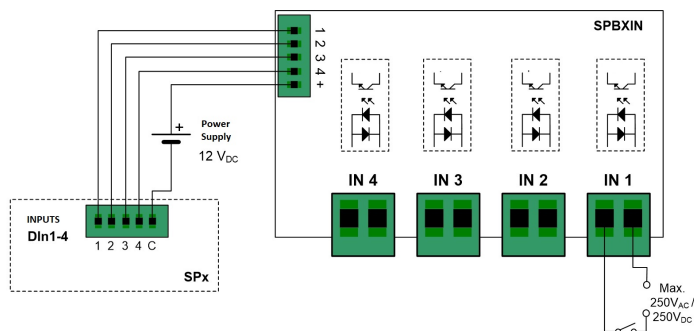 SPBXIN
1
2
3
4
+
+
Power
Supply
12 VDC
IN 4
IN 3
IN 2
IN 1
INPUTS
DIn1-4
1 2 3 4 C
SPx
Max.
250VAC /
250VDC